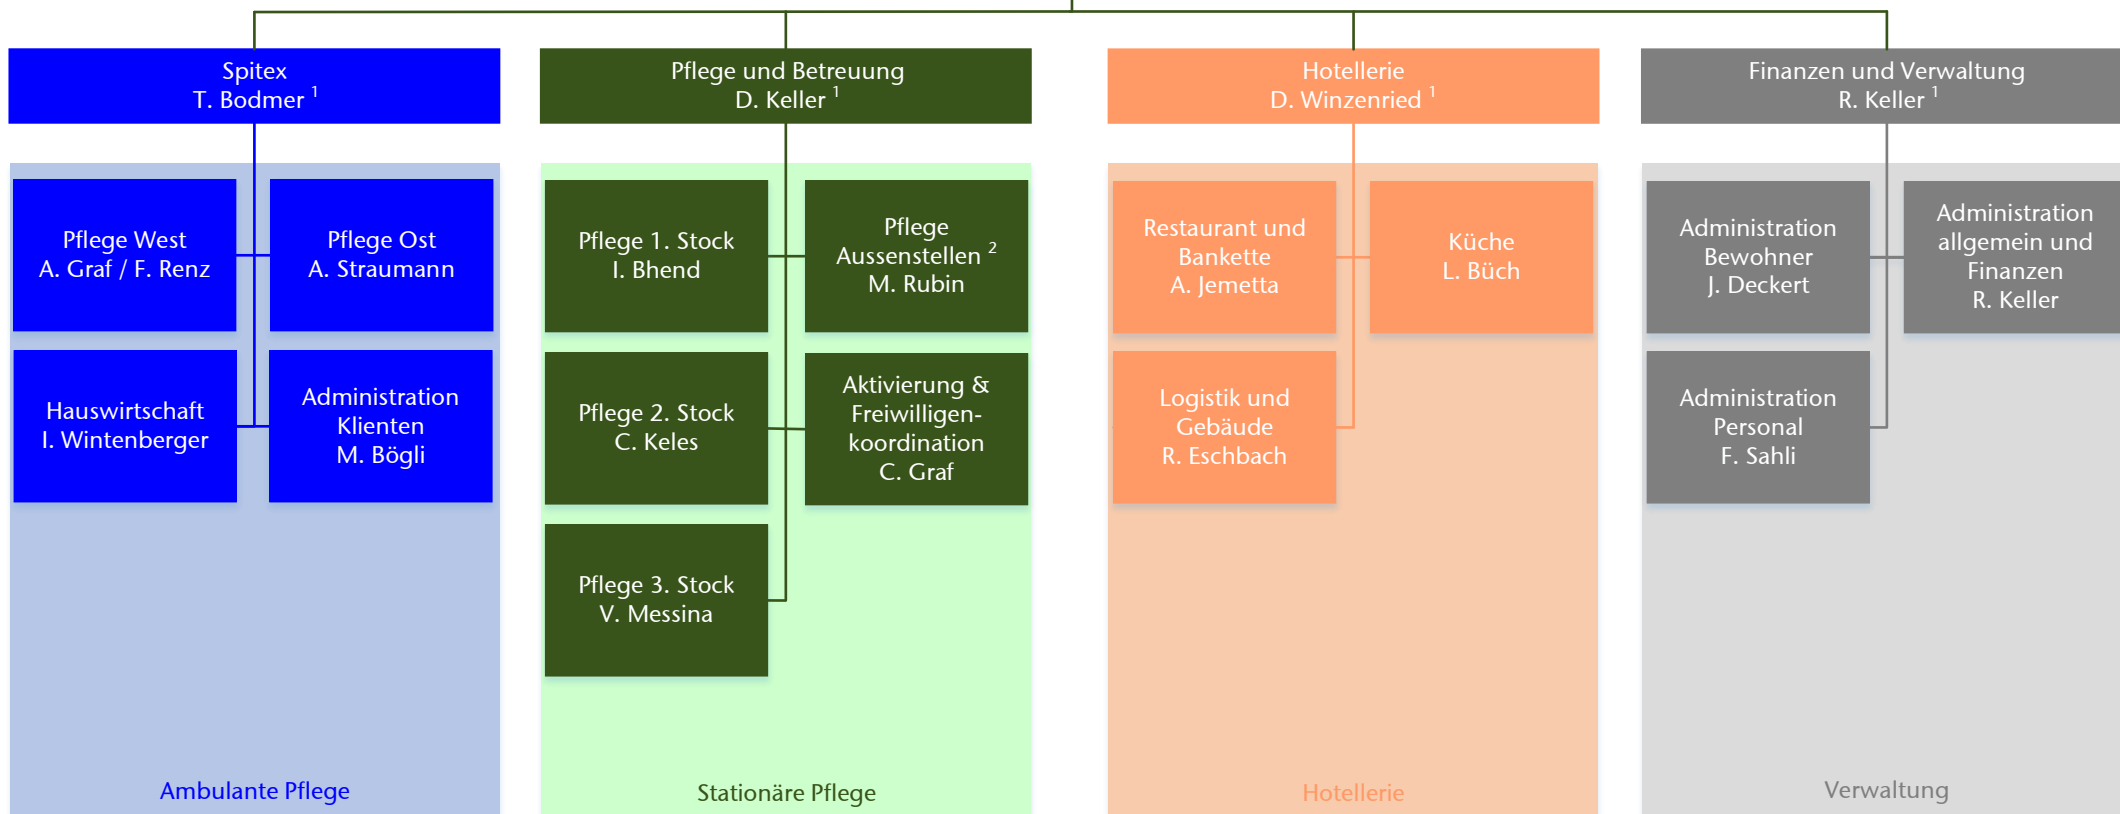 Spitex
T. Bodmer ¹
Pflege und Betreuung
D. Keller ¹
Hotellerie
D. Winzenried ¹
Finanzen und Verwaltung
R. Keller ¹
Pflege West
A. Graf / F. Renz
Pflege Ost
A. Straumann
Hauswirtschaft
I. Wintenberger
Administration
Klienten
M. Bögli
Ambulante Pflege
Pflege 1. Stock
I. Bhend
Pflege
Aussenstellen ²
M. Rubin
Pflege 2. Stock
C. Keles
Aktivierung &
Freiwilligen-
koordination
C. Graf
Pflege 3. Stock
V. Messina
Stationäre Pflege
Restaurant und
Bankette
A. Jemetta
Küche
L. Büch
Logistik und
Gebäude
R. Eschbach
Hotellerie
Administration
Bewohner
J. Deckert
Administration
allgemein und
Finanzen
R. Keller
Administration
Personal
F. Sahli
Verwaltung